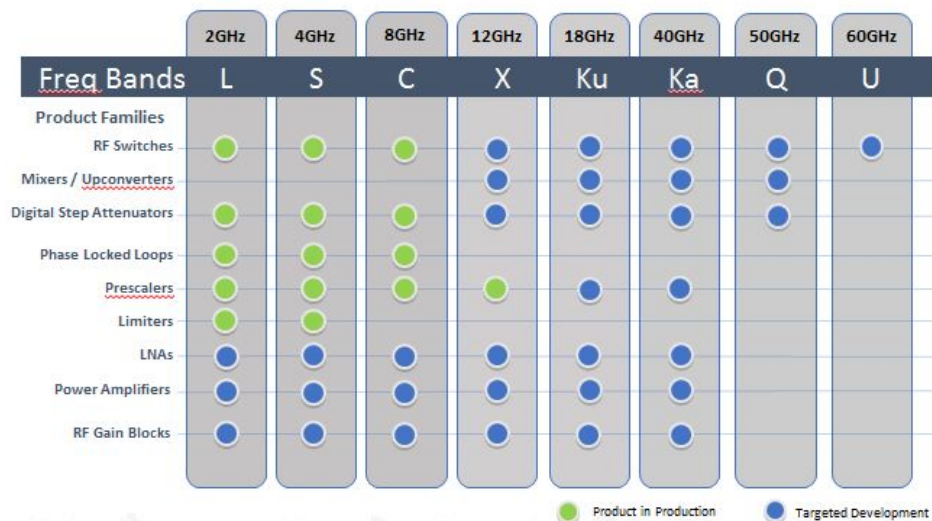 2GHz 4GHz 8GHz 12GHz 18GHz 40GHz 50GHz 60GHz
Freq Bands L S C X Ku Ka Q U
Product Families
RF Switches
Mixers / Upconverters
Digital Step Attenuators
Phase Locked Loops
Prescalers
Limiters
LNAs
Power Amplifiers
RF Gain Blocks
Product in Production Targeted Development